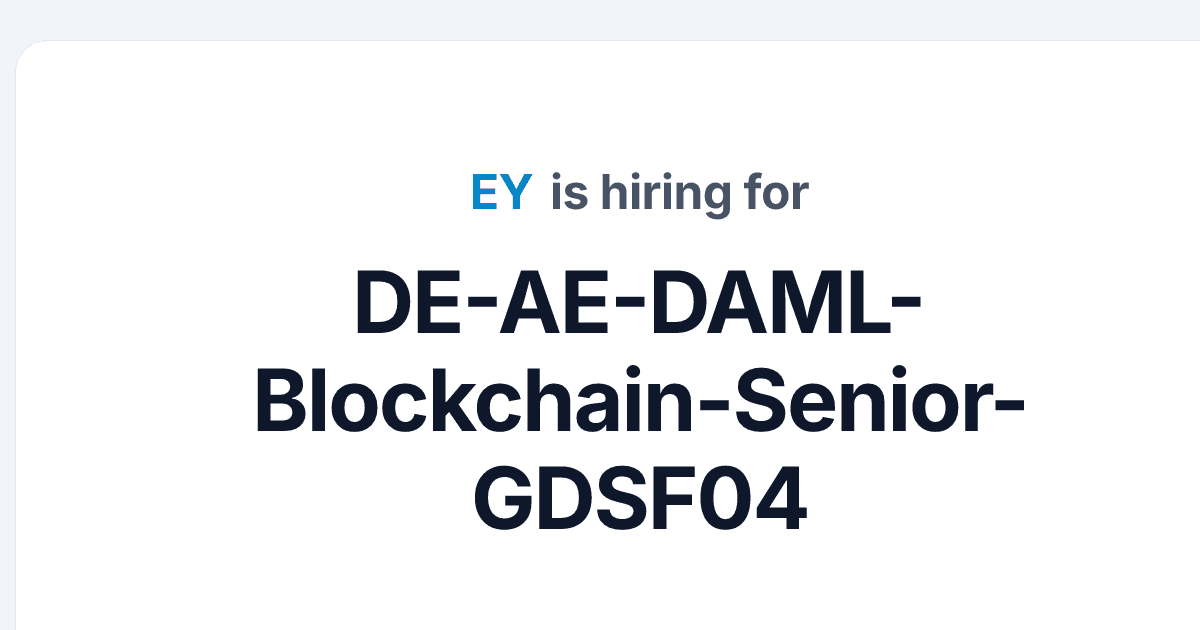 EY is hiring for
DE-AE-DAML-
Blockchain-Senior-
GDSF04